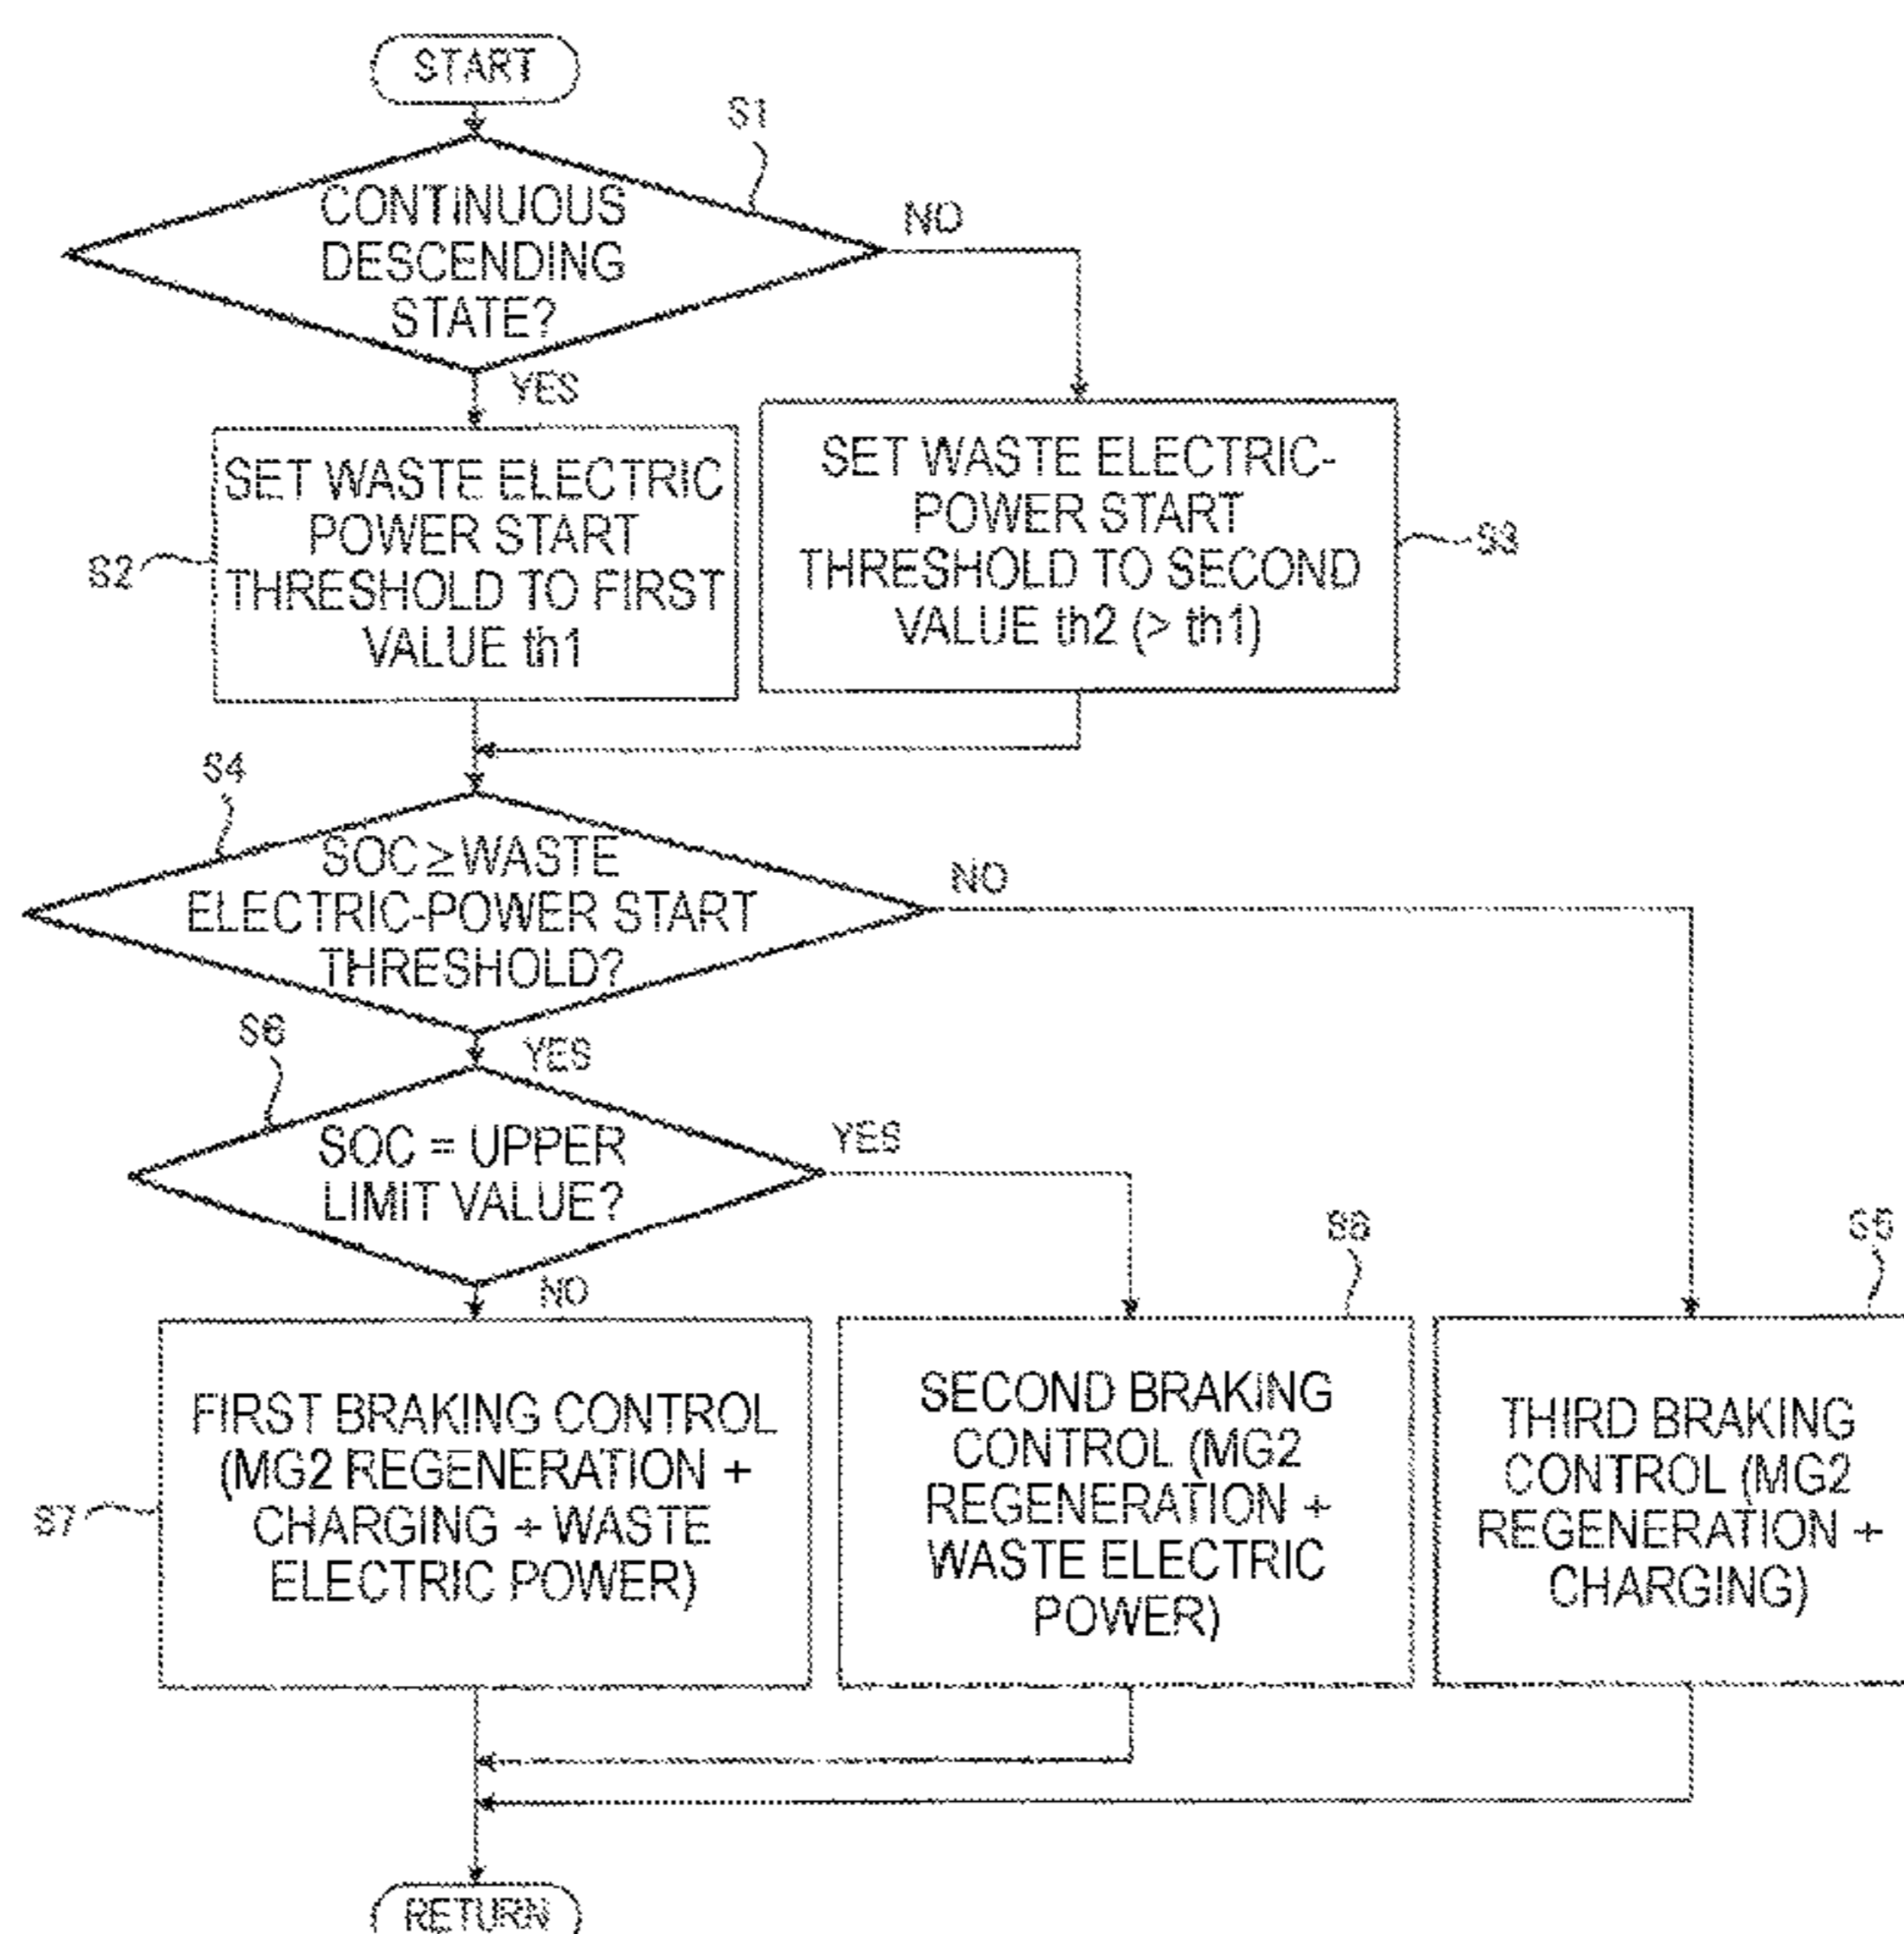 START
S1
CONTINUOUS
DESCENDING
STATE?
NO
YES
SET WASTE ELECTRIC
POWER START
THRESHOLD TO FIRST
VALUE th1
S2
SET WASTE ELECTRIC-
POWER START
THRESHOLD TO SECOND
VALUE th2 (> th1)
S3
S4
SOC ≥ WASTE
ELECTRIC-POWER START
THRESHOLD?
NO
YES
SOC = UPPER
LIMIT VALUE?
YES
NO
FIRST BRAKING CONTROL
(MG2 REGENERATION +
CHARGING + WASTE
ELECTRIC POWER)
S7
SECOND BRAKING
CONTROL (MG2
REGENERATION +
WASTE ELECTRIC
POWER)
THIRD BRAKING
CONTROL (MG2
REGENERATION +
CHARGING)
RETURN